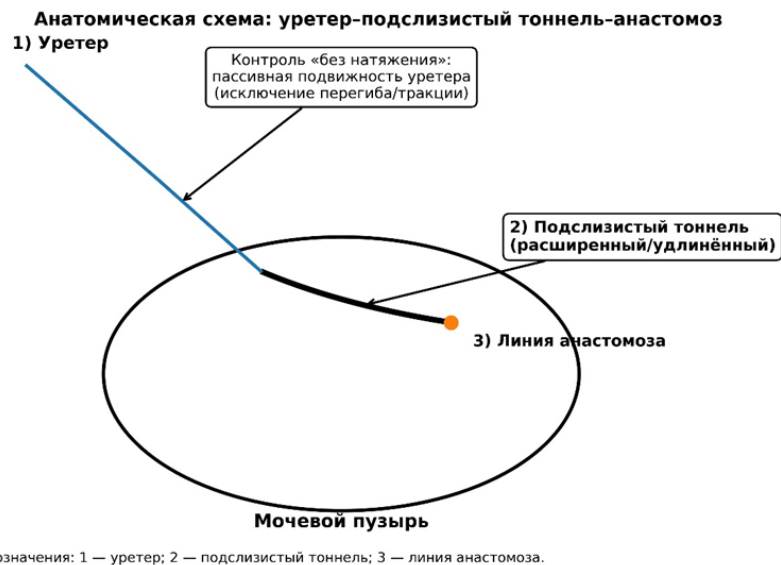 Анатомическая схема: уретер–подслизистый тоннель–анастомоз
1) Уретер
Контроль «без натяжения»:
пассивная подвижность уретера
(исключение перегиба/тракции)
2) Подслизистый тоннель
(расширенный/удлинённый)
3) Линия анастомоза
Мочевой пузырь
означения: 1 — уретер; 2 — подслизистый тоннель; 3 — линия анастомоза.